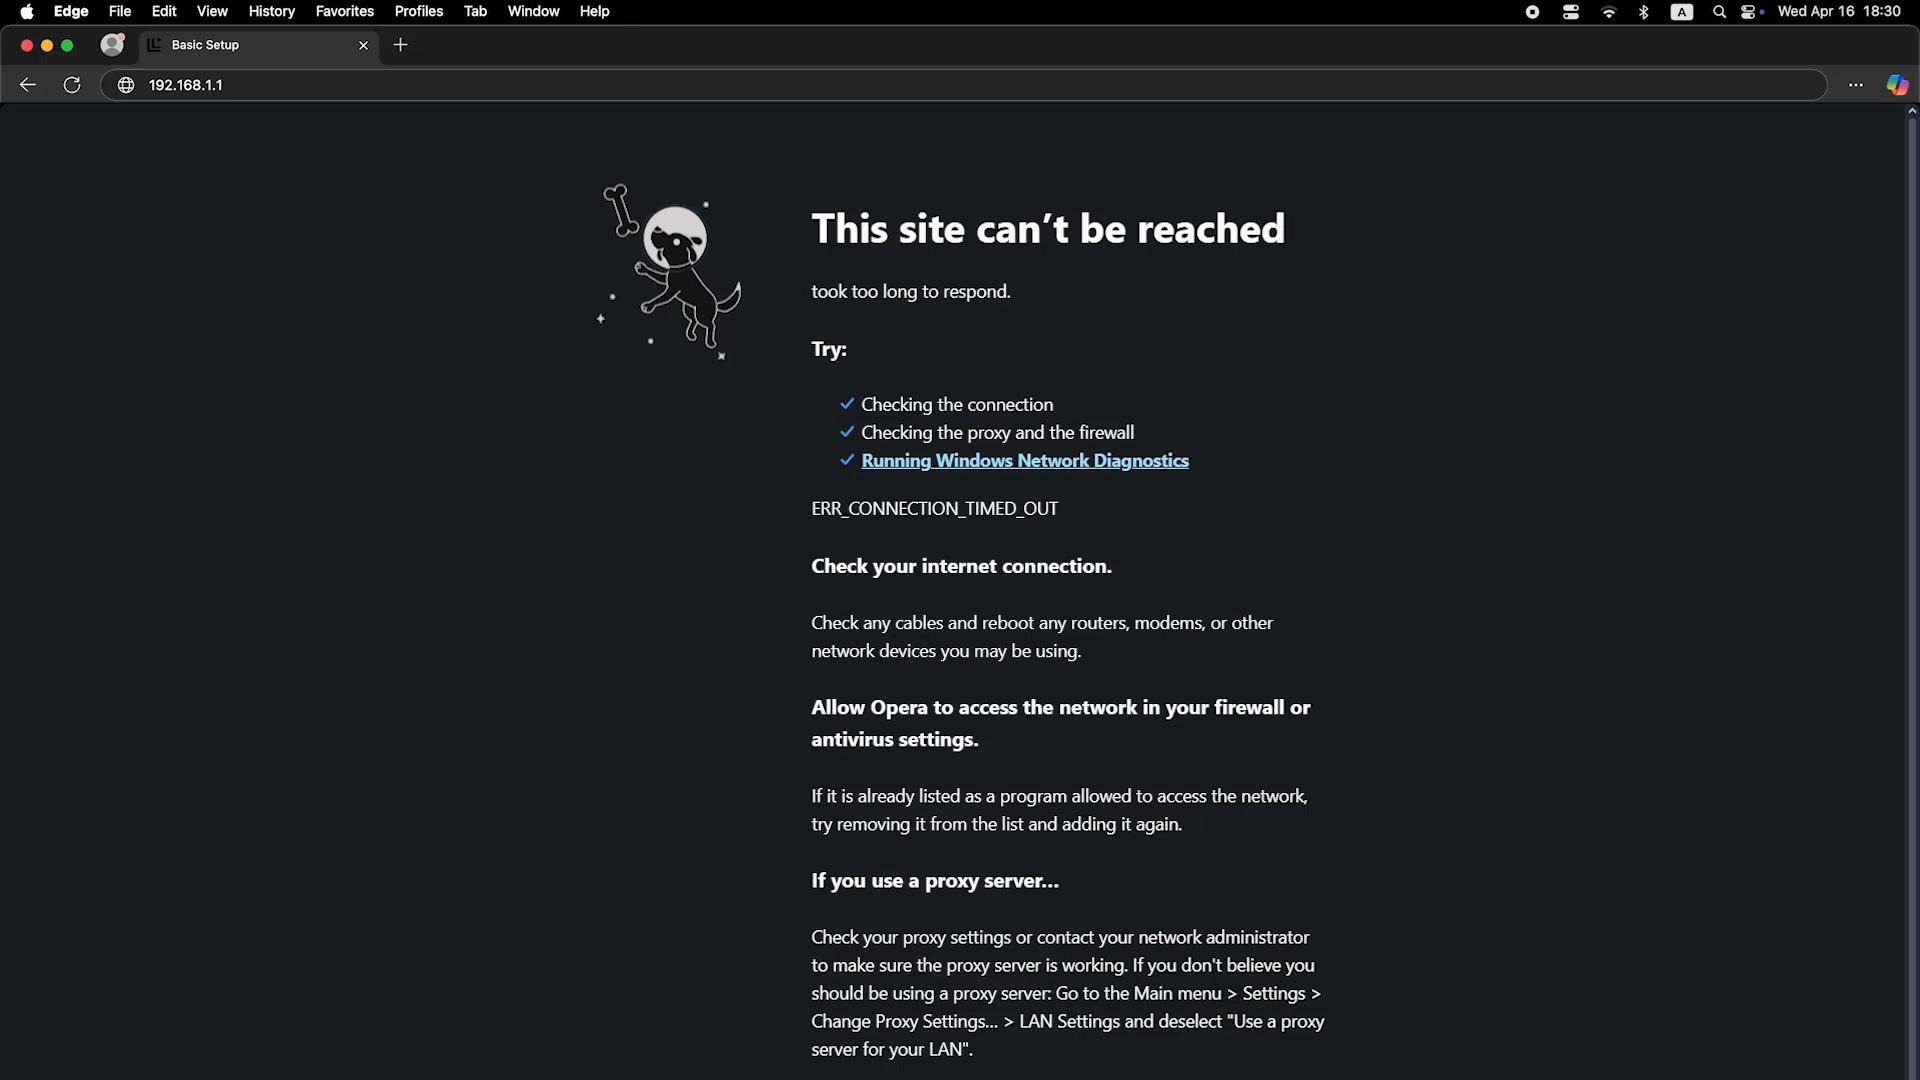 Edge File Edit View History Favorites Profiles Tab Window Help A Wed Apr 16 18:30
Basic Setup
192.168.1.1
This site can't be reached
took too long to respond.
Try:
Checking the connection
Checking the proxy and the firewall
Running Windows Network Diagnostics
ERR_CONNECTION_TIMED_OUT
Check your internet connection.
Check any cables and reboot any routers, modems, or other
network devices you may be using.
Allow Opera to access the network in your firewall or
antivirus settings.
If it is already listed as a program allowed to access the network,
try removing it from the list and adding it again.
If you use a proxy server...
Check your proxy settings or contact your network administrator
to make sure the proxy server is working. If you don't believe you
should be using a proxy server: Go to the Main menu > Settings >
Change Proxy Settings... > LAN Settings and deselect "Use a proxy
server for your LAN".